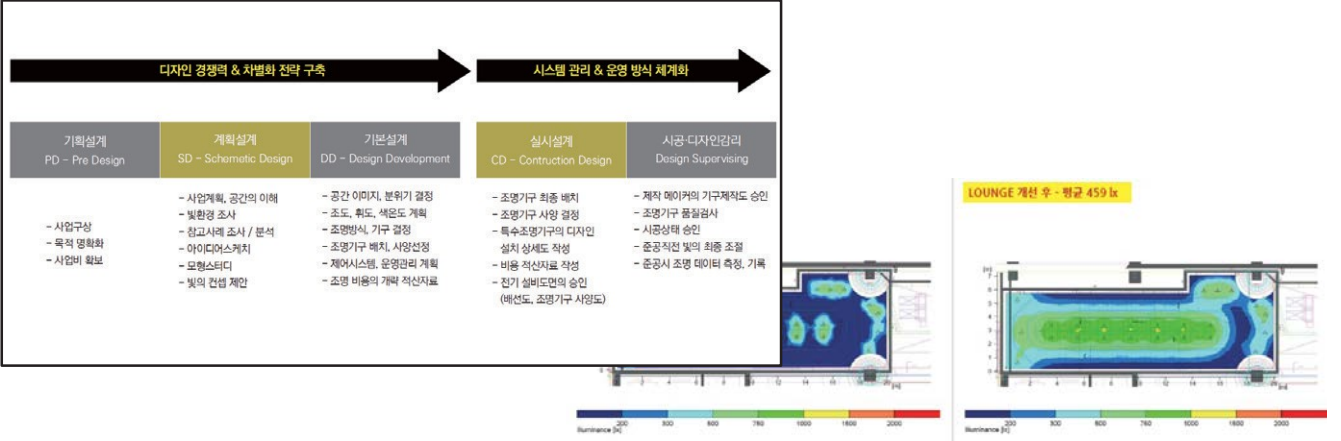 디자인 경쟁력 & 차별화 전략 구축
시스템 관리 & 운영 방식 체계화
기획설계
PD - Pre Design
계획설계
SD - Schemetic Design
기본설계
DD - Design Development
실시설계
CD - Contruction Design
시공·디자인감리
Design Supervising
- 사업구상
- 목적 명확화
- 사업비 확보
- 사업계획, 공간의 이해
- 빛환경 조사
- 참고사례 조사 / 분석
- 아이디어스케치
- 모형스터디
- 빛의 컨셉 제안
- 공간 이미지, 분위기 결정
- 조도, 휘도, 색온도 계획
- 조명방식, 기구 결정
- 조명기구 배치, 사양선정
- 제어시스템, 운영관리 계획
- 조명 비용의 개략 적산자료
- 조명기구 최종 배치
- 조명기구 사양 결정
- 특수조명기구의 디자인
설치 상세도 작성
- 비용 적산자료 작성
- 전기 설비도면의 승인
(배선도, 조명기구 사양도)
- 제작 메이커의 기구제작도 승인
- 조명기구 품질검사
- 시공상태 승인
- 준공직전 빛의 최종 조절
- 준공시 조명 데이터 측정, 기록
LOUNGE 개선 후 - 평균 459 lx
200 300 500 750 1000 1500 2000
Illuminance [lx]
200 300 500 750 1000 1500 2000
Illuminance [lx]